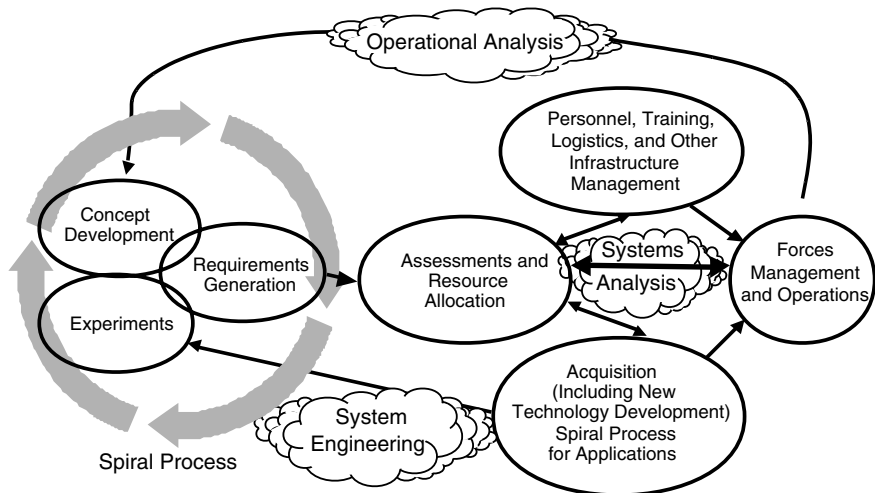 Operational Analysis
Personnel, Training,
Logistics, and Other
Infrastructure
Management
Concept
Development
Requirements
Generation
Experiments
Assessments and
Resource
Allocation
Systems
Analysis
Forces
Management
and Operations
Acquisition
(Including New
Technology Development)
Spiral Process
for Applications
System
Engineering
Spiral Process